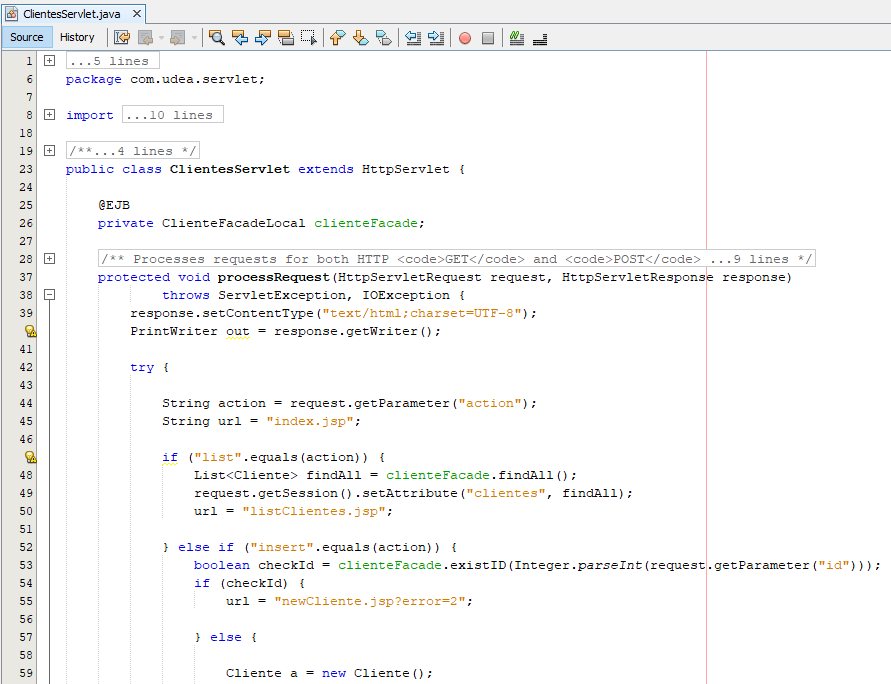 ClientesServlet.java
Source History
1 ...5 lines
6 package com.udea.servlet;
7
8 import ...10 lines
18
19 /**...4 lines */
23 public class ClientesServlet extends HttpServlet {
24
25 @EJB
26 private ClienteFacadeLocal clienteFacade;
27
28 /** Processes requests for both HTTP <code>GET</code> and <code>POST</code> ...9 lines */
37 protected void processRequest(HttpServletRequest request, HttpServletResponse response)
38 throws ServletException, IOException {
39 response.setContentType("text/html;charset=UTF-8");
PrintWriter out = response.getWriter();
41
42 try {
43
44 String action = request.getParameter("action");
45 String url = "index.jsp";
46
if ("list".equals(action)) {
48 List<Cliente> findAll = clienteFacade.findAll();
49 request.getSession().setAttribute("clientes", findAll);
50 url = "listClientes.jsp";
51
52 } else if ("insert".equals(action)) {
53 boolean checkId = clienteFacade.existID(Integer.parseInt(request.getParameter("id")));
54 if (checkId) {
55 url = "newCliente.jsp?error=2";
56
57 } else {
58
59 Cliente a = new Cliente();